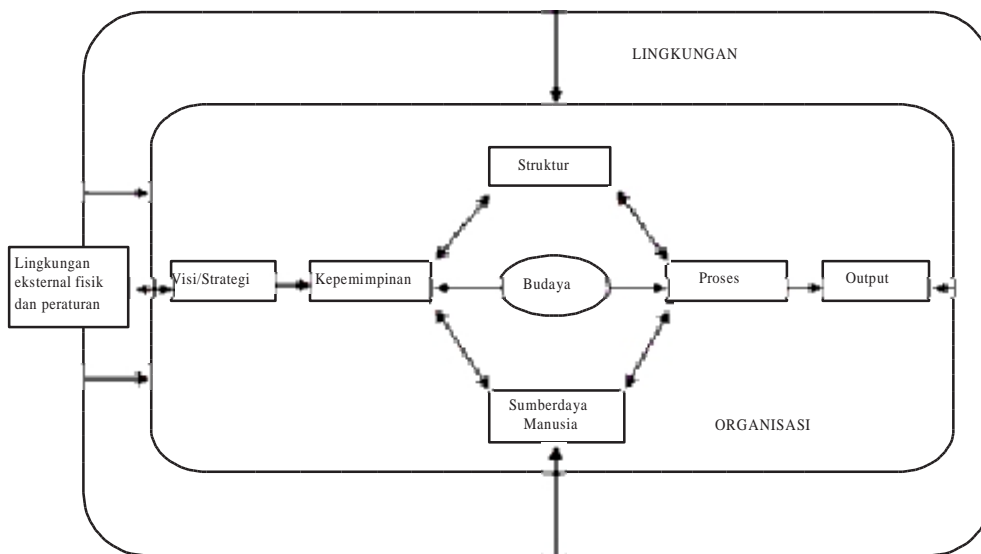 LINGKUNGAN
Struktur
Lingkungan
eksternal fisik
dan peraturan
Visi/Strategi
Kepemimpinan
Budaya
Proses
Output
Sumberdaya
Manusia
ORGANISASI